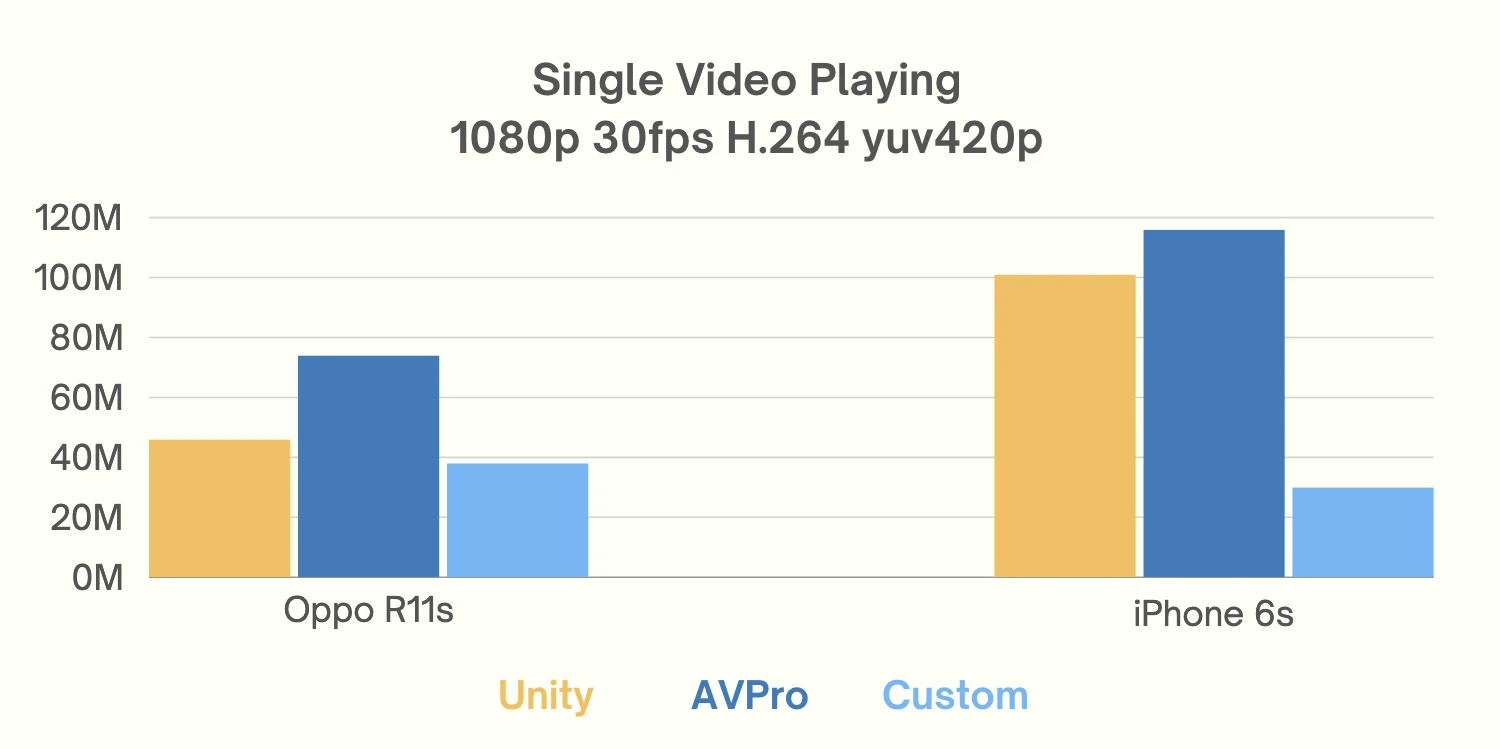 Single Video Playing
1080p 30fps H.264 yuv420p
120M
100M
80M
60M
40M
20M
0M
Oppo R11s
iPhone 6s
Unity AVPro Custom